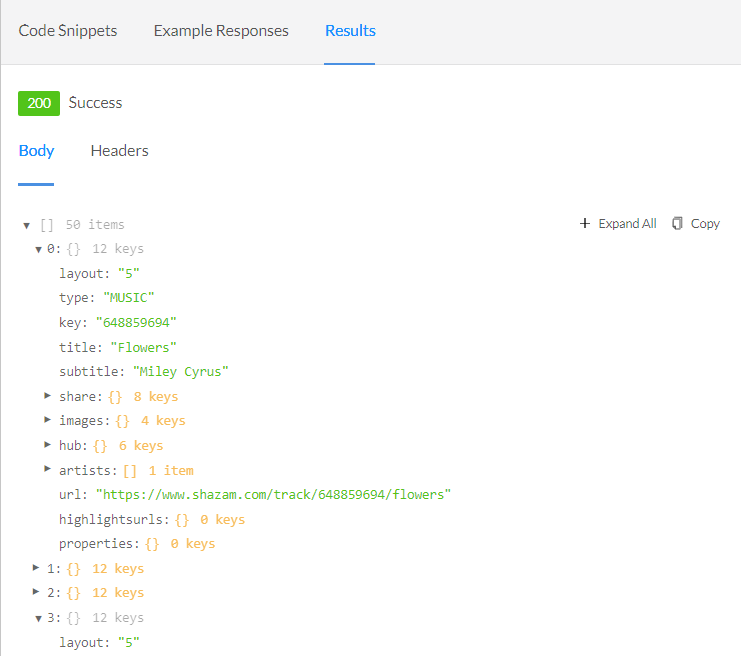 Code Snippets Example Responses Results
200 Success
Body Headers
[] 50 items + Expand All Copy
0: {} 12 keys
layout: "5"
type: "MUSIC"
key: "648859694"
title: "Flowers"
subtitle: "Miley Cyrus"
share: {} 8 keys
images: {} 4 keys
hub: {} 6 keys
artists: [] 1 item
url: "https://www.shazam.com/track/648859694/flowers"
highlightsurls: {} 0 keys
properties: {} 0 keys
1: {} 12 keys
2: {} 12 keys
3: {} 12 keys
layout: "5"